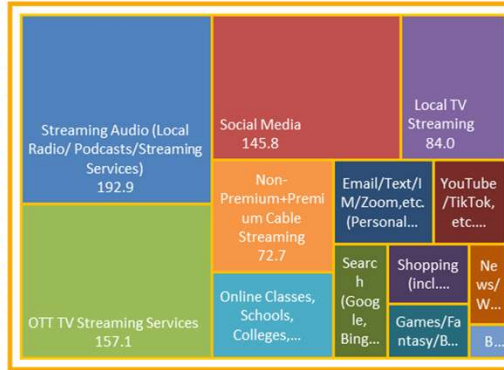 Streaming Audio (Local
Radio/ Podcasts/Streaming
Services)
192.9
OTT TV Streaming Services
157.1
Social Media
145.8
Local TV
Streaming
84.0
Non-
Premium+Premi
um Cable
Streaming
72.7
Online Classes,
Schools,
Colleges,...
Email/Text/I
M/Zoom,etc.
(Personal...
YouTube
/TikTok,
etc....
Searc
h
(Goog
le,
Bing...
Shopping
(incl....
Games/Fa
ntasy/B...
Ne
ws/
W...
B...